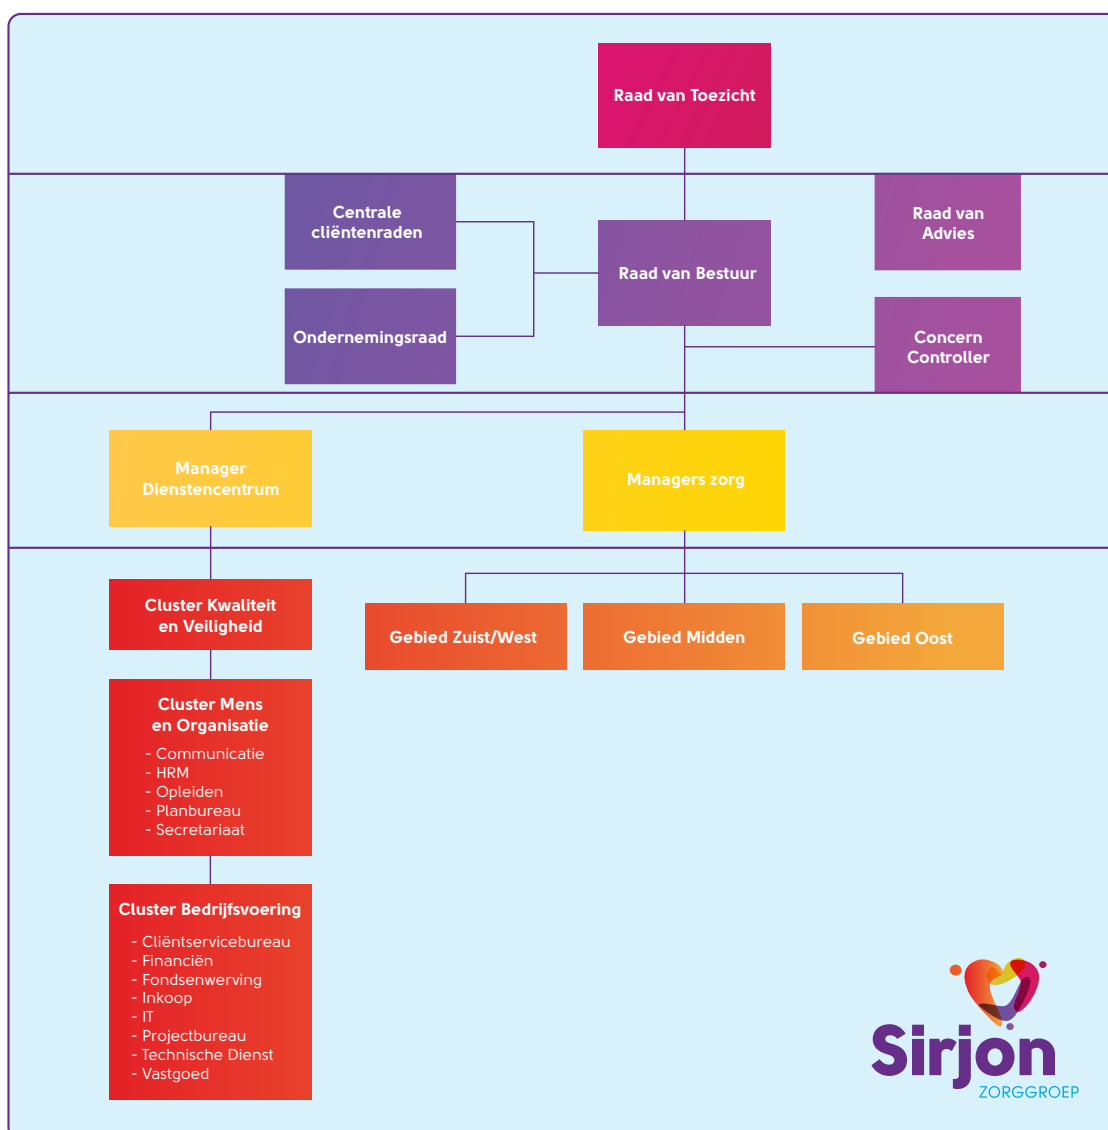 Raad van Toezicht
Centrale
cliëntenraden
Raad van
Advies
Raad van Bestuur
Ondernemingsraad
Concern
Controller
Manager
Dienstencentrum
Managers zorg
Cluster Kwaliteit
en Veiligheid
Gebied Zuist/West
Gebied Midden
Gebied Oost
Cluster Mens
en Organisatie
- Communicatie
- HRM
- Opleiden
- Planbureau
- Secretariaat
Cluster Bedrijfsvoering
- Cliëntservicebureau
- Financiën
- Fondsenwerving
- Inkoop
- IT
- Projectbureau
- Technische Dienst
- Vastgoed
Sirjon
ZORGGROEP